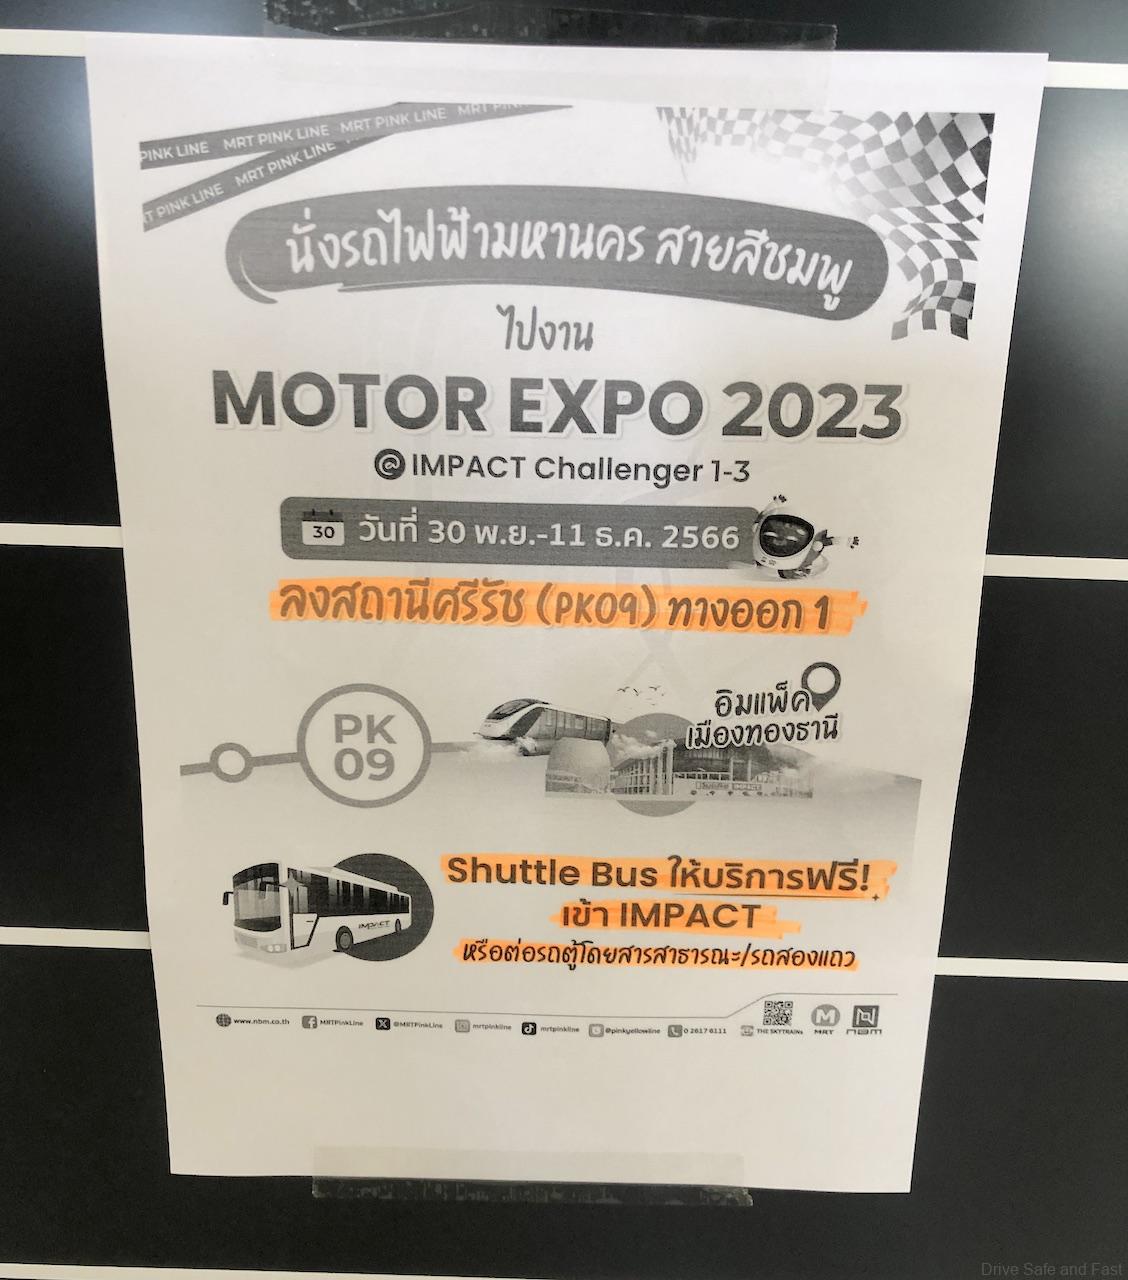 PINK LINE MRT PINK LINE MRT PINK LINE MRT PINK
RT PINK LINE MRT PINK LINE
นั่งรถไฟฟ้ามหานคร สายสีชมพู
ไปงาน
MOTOR EXPO 2023
@ IMPACT Challenger 1-3
30 วันที่ 30 พ.ย.-11 ธ.ค. 2566
ลงสถานีศรีรัช (PK09) ทางออก 1
อิมแพ็ค
เมืองทองธานี
PK
09
IMPACT
IMPACT
Shuttle Bus ให้บริการฟรี!
เข้า IMPACT
หรือต่อรถตู้โดยสารสาธารณะ/รถสองแถว
www.nbm.co.th MRTPinkLine @MRTPinkLine mrtpinkline mrtpinkline @pinkyellowline 0 2617 6111 THE SKYTRAINs MRT NBM
Drive Safe and Fast